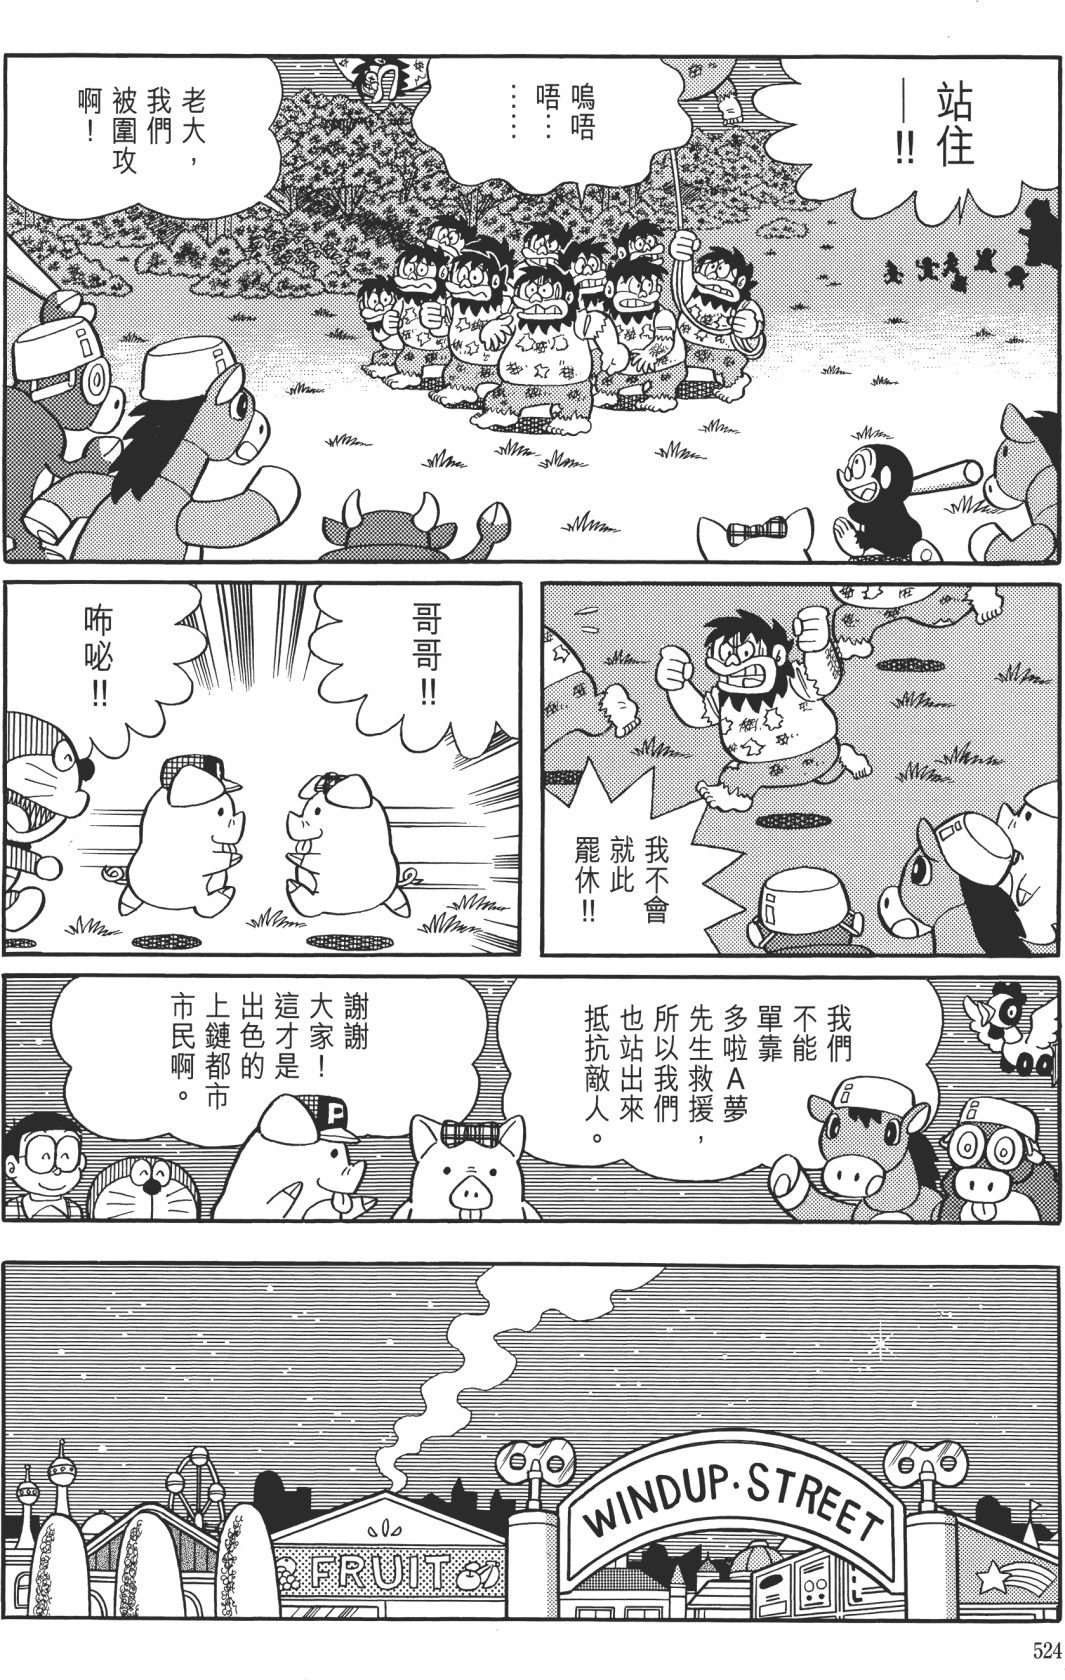 站住
——!!
嗚唔
唔…
……
老大，
我們
被圍攻
啊！
我不會
就此
罷休!!
哥哥!!
咘咇!!
我們
不能
單靠
多啦A夢
先生救援，
所以我們
也站出來
抵抗敵人。
謝謝
大家！
這才是
出色的
上鏈都市
市民啊。
P
FRUIT
WINDUP·STREET
524